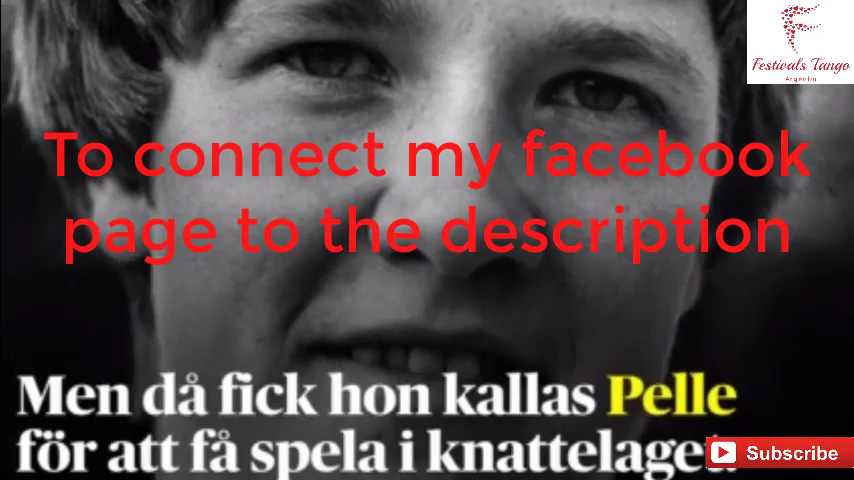 Festivals Tango
Argentin
To connect my facebook
page to the description
Men då fick hon kallas Pelle
för att få spela i knattelaget.
Subscribe